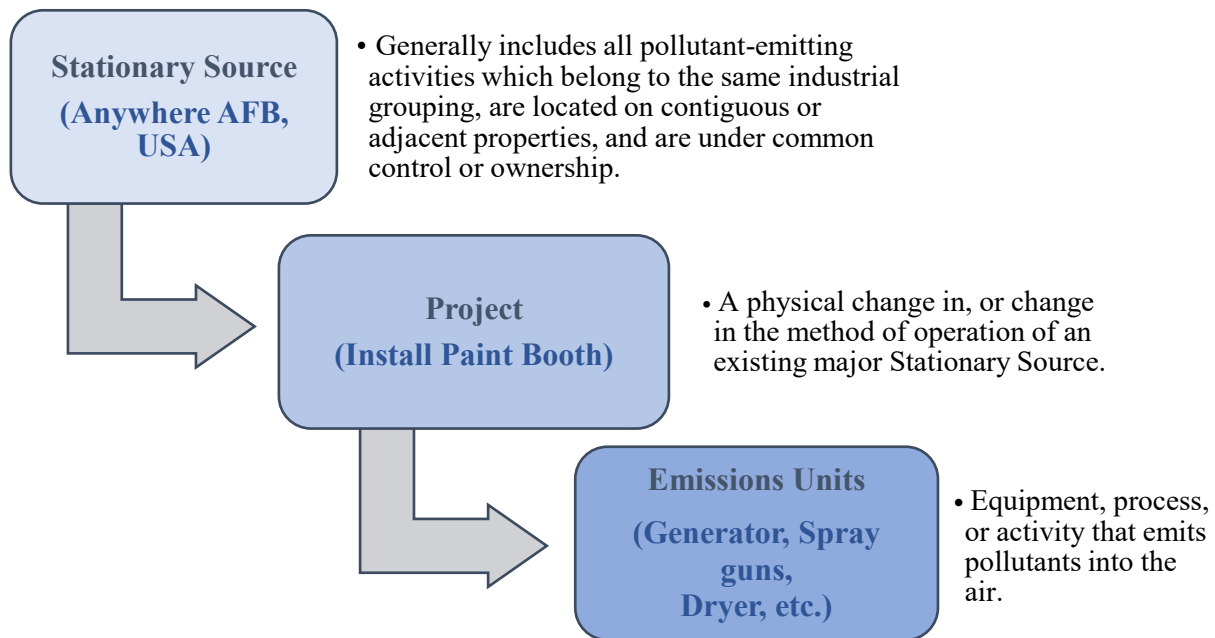 Stationary Source
(Anywhere AFB,
USA)
• Generally includes all pollutant-emitting
activities which belong to the same industrial
grouping, are located on contiguous or
adjacent properties, and are under common
control or ownership.
Project
(Install Paint Booth)
• A physical change in, or change
in the method of operation of an
existing major Stationary Source.
Emissions Units
(Generator, Spray
guns,
Dryer, etc.)
• Equipment, process,
or activity that emits
pollutants into the
air.